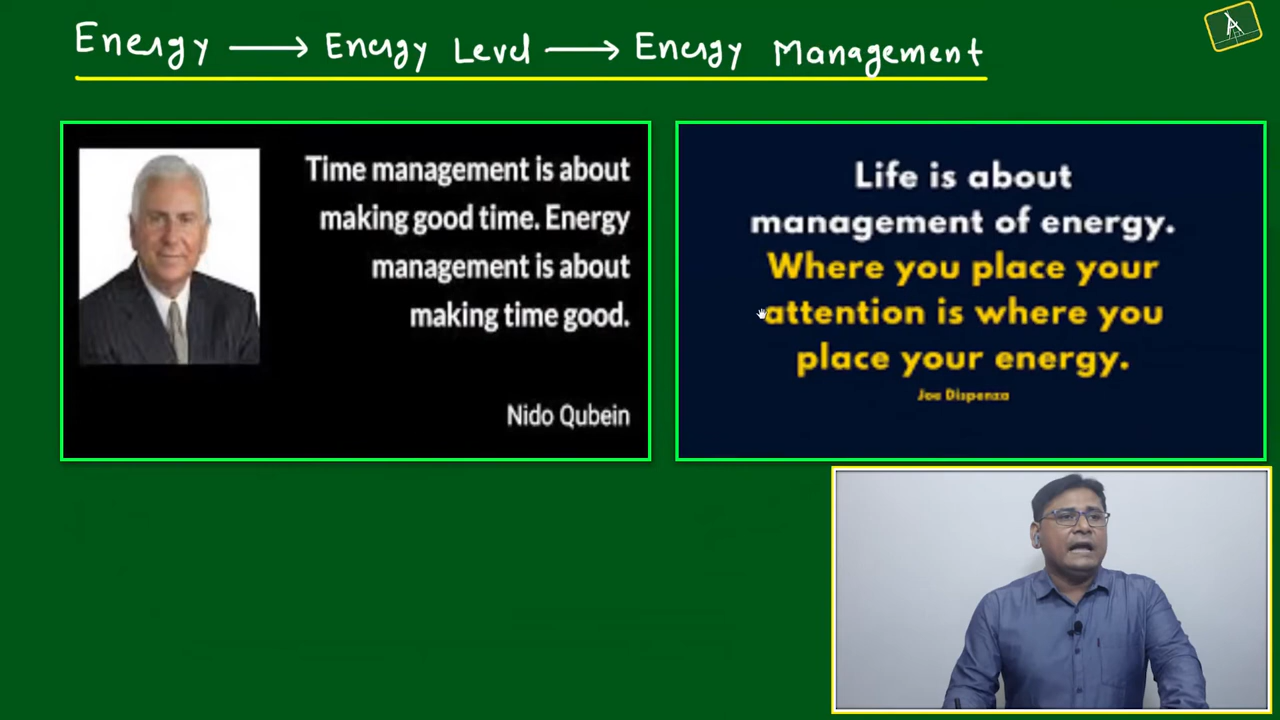 Energy → Energy Level → Energy Management
Time management is about
making good time. Energy
management is about
making time good.
Nido Qubein
Life is about
management of energy.
Where you place your
attention is where you
place your energy.
Joe Dispenza